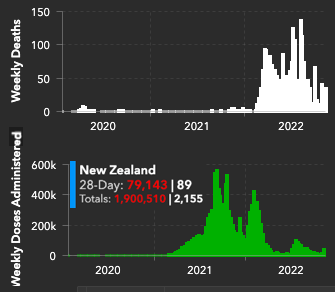 150
100
50
0
Weekly Deaths
2020 2021 2022
600k
400k
200k
0
Weekly Doses Administered
New Zealand
28-Day: 79,143 | 89
Totals: 1,900,510 | 2,155
2020 2021 2022